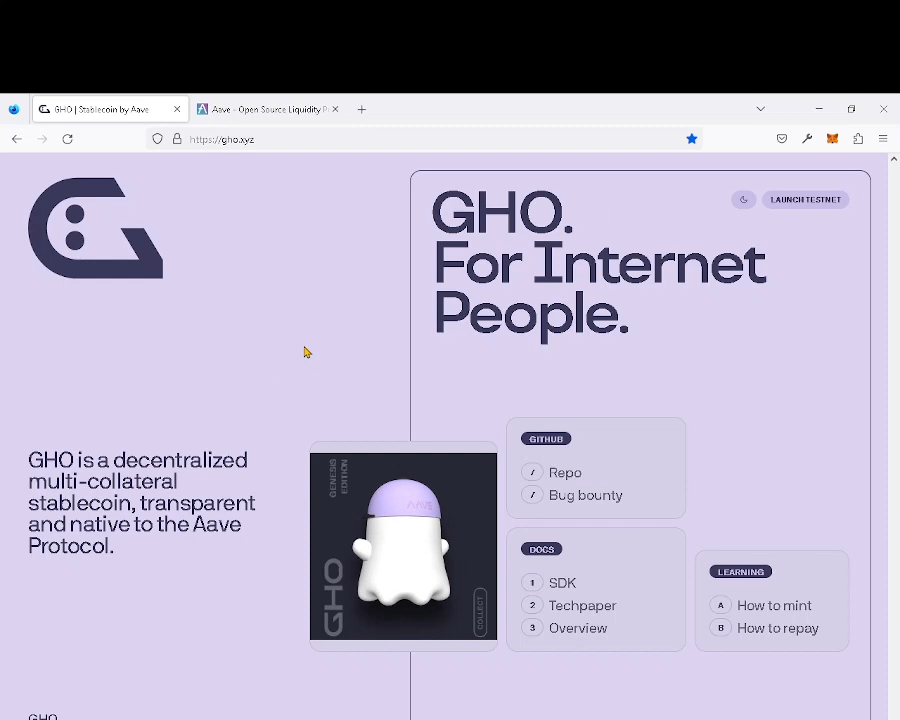 GHO | Stablecoin by Aave
Aave - Open Source Liquidity P
https://gho.xyz
LAUNCH TESTNET
GHO.
For Internet
People.
GHO is a decentralized
multi-collateral
stablecoin, transparent
and native to the Aave
Protocol.
GENESIS
EDITION
AAVE
GHO
COLLECT
GITHUB
/ Repo
/ Bug bounty
DOCS
1 SDK
2 Techpaper
3 Overview
LEARNING
A How to mint
B How to repay
GHO